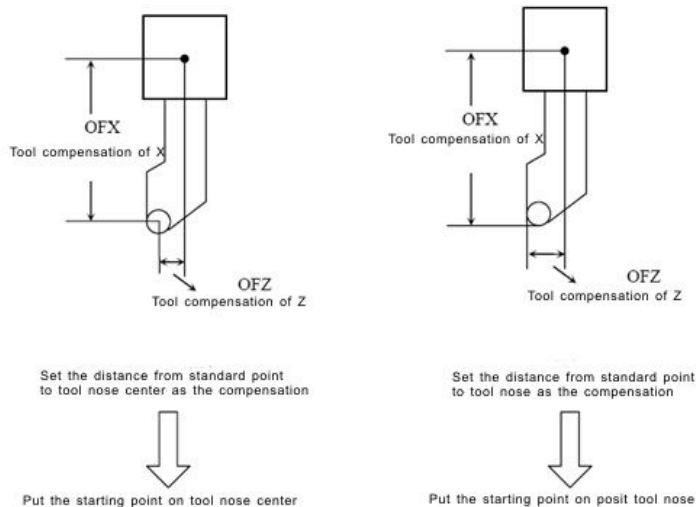 OFX
Tool compensation of X
OFZ
Tool compensation of Z
Set the distance from standard point
to tool nose center as the compensation
Put the starting point on tool nose center
OFX
Tool compensation of X
OFZ
Tool compensation of Z
Set the distance from standard point
to tool nose as the compensation
Put the starting point on posit tool nose